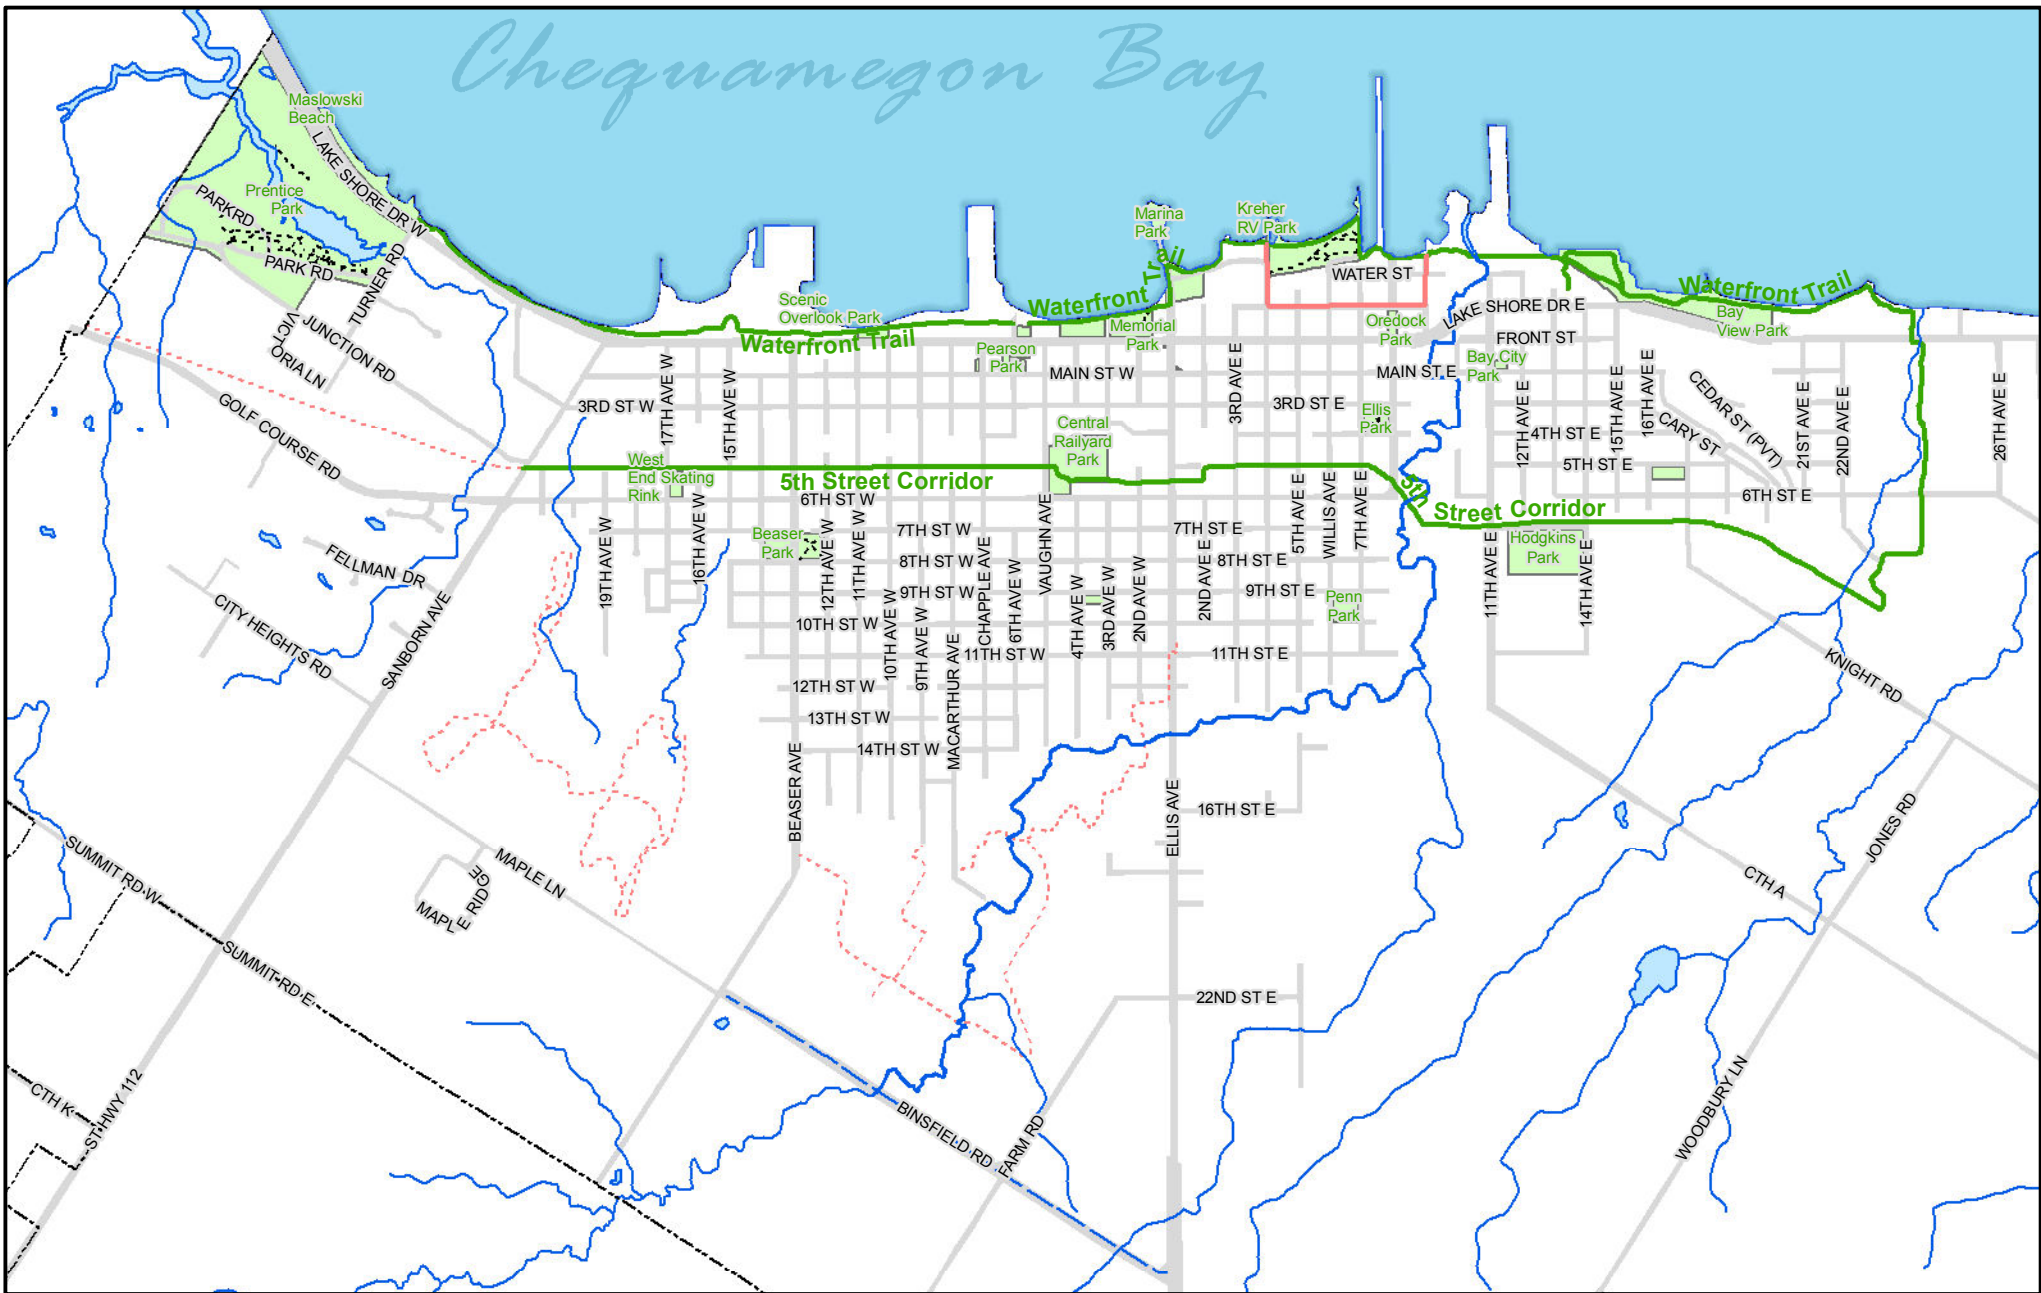 Chequamegon Bay
Maslowski
Beach
LAKE SHORE DR W
Prentice
Park
PARK RD
PARK RD
TURNER RD
VICTORIA LN
JUNCTION RD
GOLF COURSE RD
Scenic
Overlook Park
Waterfront Trail
Waterfront Trail
Marina
Park
Kreher
RV Park
WATER ST
Memorial
Park
Pearson
Park
MAIN ST W
Oredock
Park
LAKE SHORE DR E
FRONT ST
Waterfront Trail
Bay
View Park
MAIN ST E
Bay City
Park
17TH AVE W
15TH AVE W
3RD ST W
3RD AVE E
3RD ST E
Ellis
Park
Central
Railyard
Park
12TH AVE E
4TH ST E
5TH ST E
15TH AVE E
16TH AVE E
CEDAR ST (PVT)
CARY ST
21ST AVE E
22ND AVE E
26TH AVE E
6TH ST E
West
End Skating
Rink
5th Street Corridor
5th Street Corridor
6TH ST W
16TH AVE W
19TH AVE W
Beaser
Park
12TH AVE W
11TH AVE W
7TH ST W
8TH ST W
9TH ST W
10TH ST W
11TH ST W
12TH ST W
13TH ST W
14TH ST W
10TH AVE W
9TH AVE W
MACARTHUR AVE
CHAPPLE AVE
6TH AVE W
VAUGHN AVE
4TH AVE W
3RD AVE W
2ND AVE W
2ND AVE E
7TH ST E
8TH ST E
9TH ST E
11TH ST E
5TH AVE E
WILLIS AVE
7TH AVE E
Penn
Park
11TH AVE E
Hodgkins
Park
14TH AVE E
FELLMAN DR
CITY HEIGHTS RD
SANBORN AVE
KNIGHT RD
BEASER AVE
ELLIS AVE
16TH ST E
JONES RD
CTH A
SUMMIT RD W
MAPLE LN
MAPLE RIDGE
SUMMIT RD E
22ND ST E
CTH K
ST HWY 112
BINSFIELD RD
FARM RD
WOODBURY LN